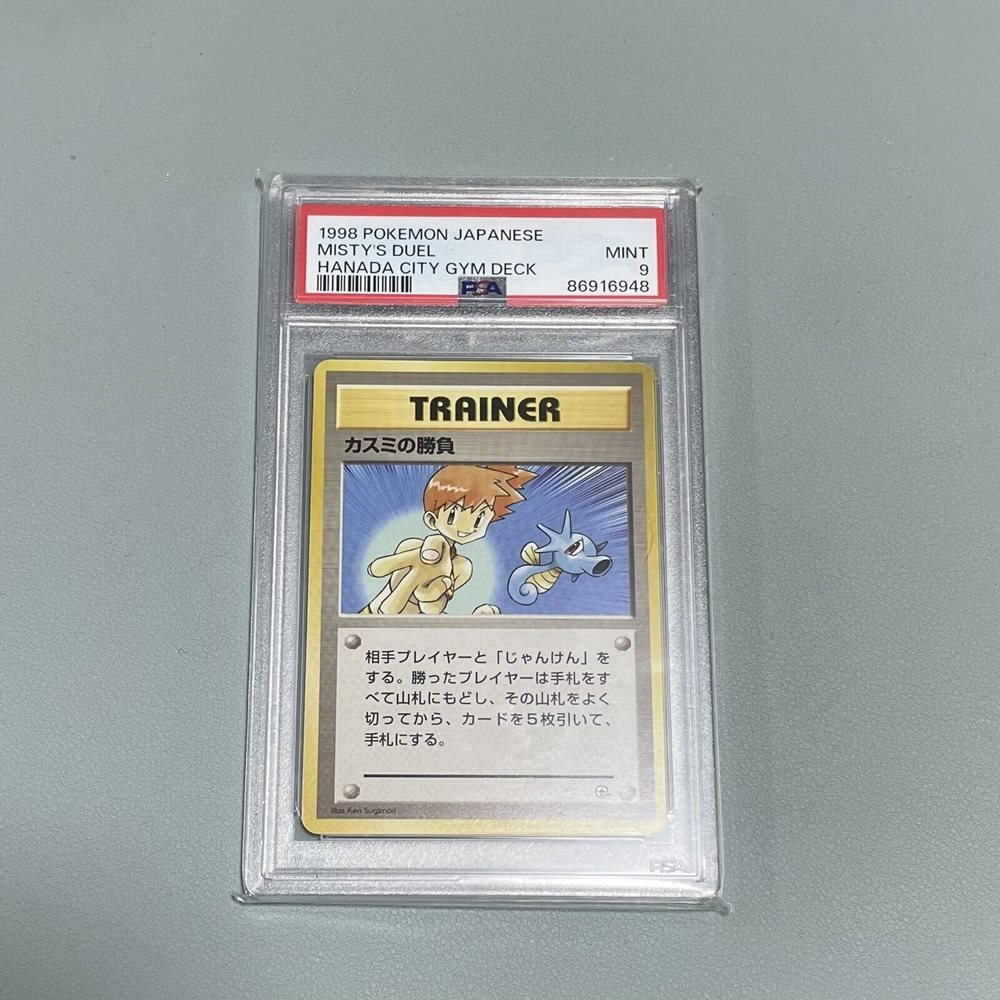 1998 POKEMON JAPANESE
MISTY'S DUEL MINT
HANADA CITY GYM DECK 9
PSA 86916948
TRAINER
カスミの勝負
相手プレイヤーと「じゃんけん」を
する。勝ったプレイヤーは手札をす
べて山札にもどし、その山札をよく
切ってから、カードを5枚引いて、
手札にする。
Illus. Ken Sugimori
PSA